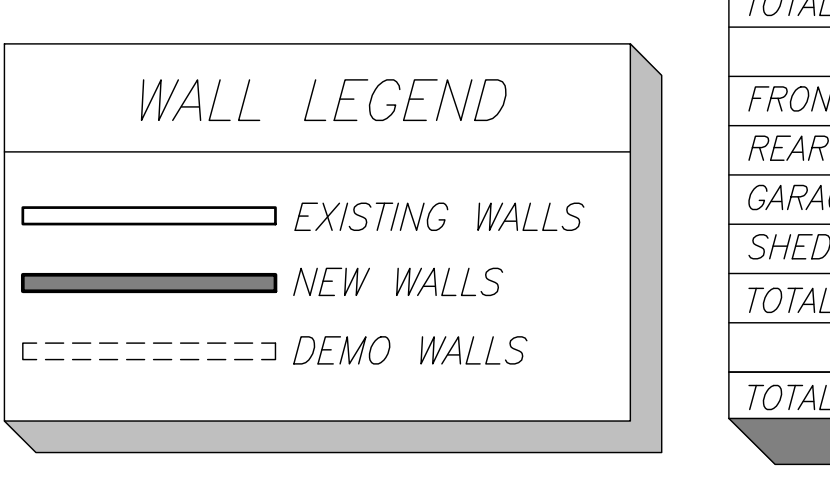 WALL LEGEND
EXISTING WALLS
NEW WALLS
DEMO WALLS
TOTAL
REAR
SHED
TOTAL
TOTAL